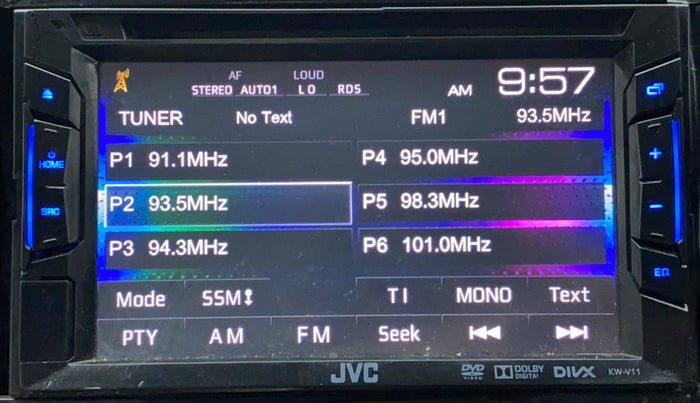 AF LOUD
STEREO AUTO1 LO RDS AM 9:57
TUNER No Text FM1 93.5MHz
P1 91.1MHz P4 95.0MHz
P2 93.5MHz P5 98.3MHz
P3 94.3MHz P6 101.0MHz
HOME
SRC
EQ
Mode SSM TI MONO Text
PTY AM FM Seek
JVC DVD VIDEO DOLBY DIGITAL DIVX KW-V11